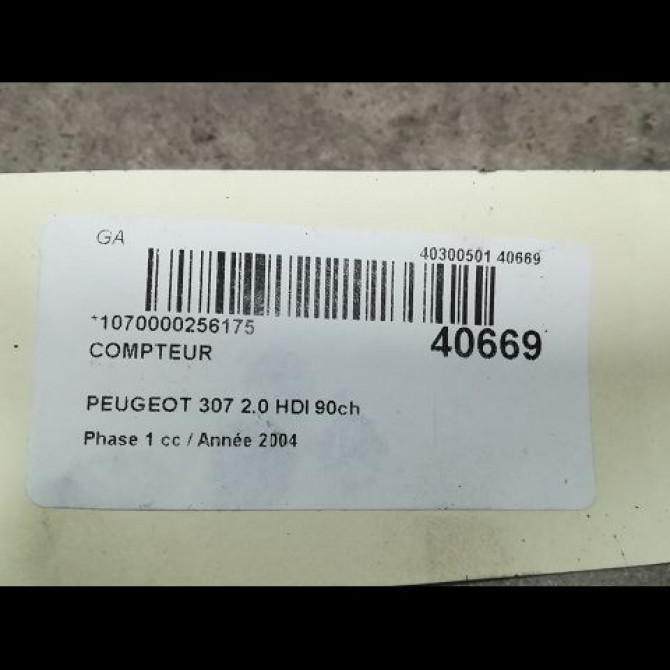 GA
40300501 40669
*1070000256175
40669
COMPTEUR
PEUGEOT 307 2.0 HDI 90ch
Phase 1 cc / Année 2004